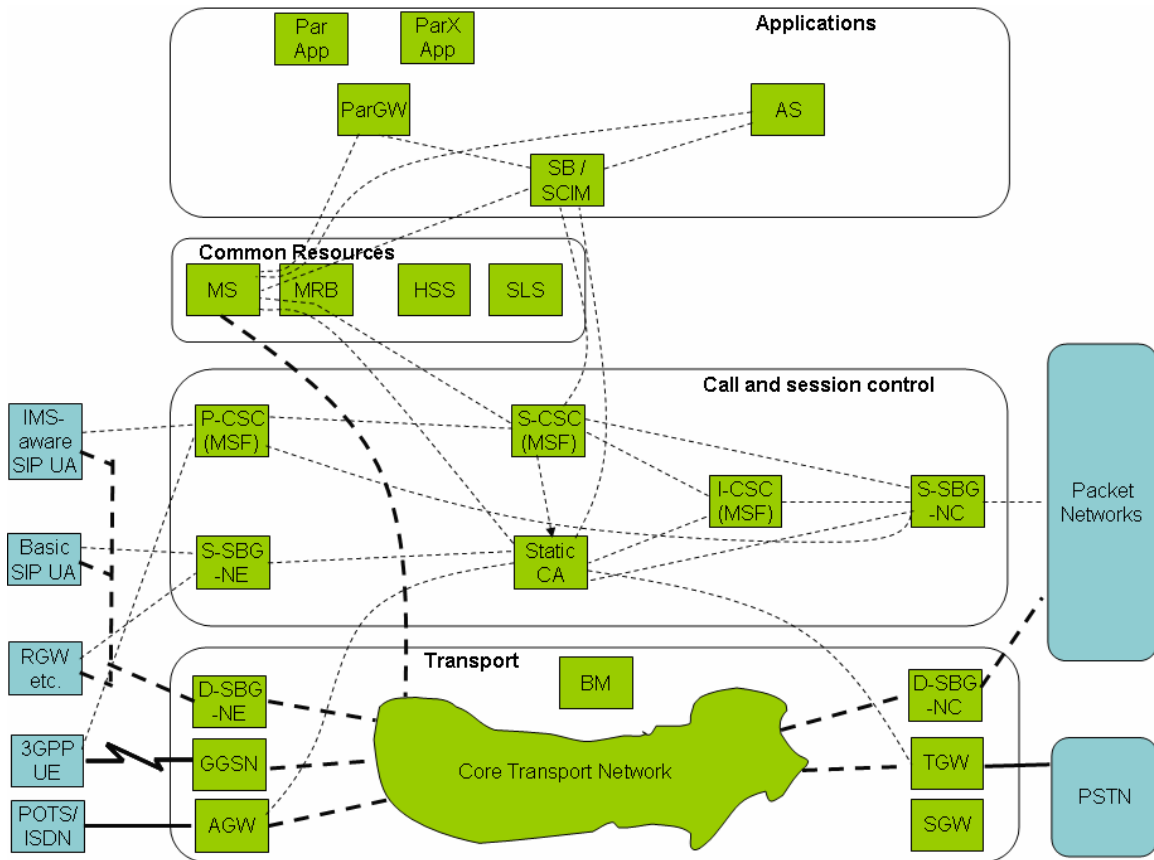 Applications
Par
App
ParX
App
ParGW
AS
SB /
SCIM
Common Resources
MS
MRB
HSS
SLS
Call and session control
IMS-
aware
SIP UA
P-CSC
(MSF)
S-CSC
(MSF)
I-CSC
(MSF)
S-SBG
-NC
Packet
Networks
Basic
SIP UA
S-SBG
-NE
Static
CA
RGW
etc.
Transport
D-SBG
-NE
BM
D-SBG
-NC
3GPP
UE
GGSN
Core Transport Network
TGW
PSTN
POTS/
ISDN
AGW
SGW